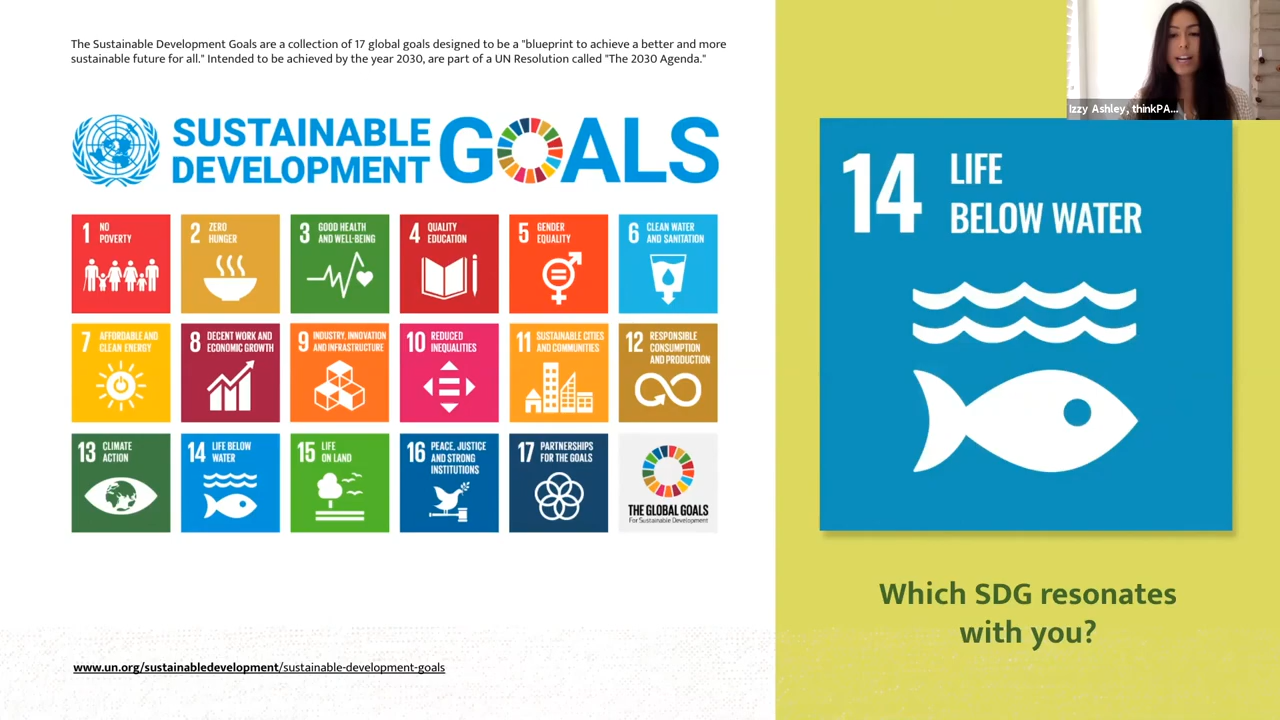 The Sustainable Development Goals are a collection of 17 global goals designed to be a "blueprint to achieve a better and more
sustainable future for all." Intended to be achieved by the year 2030, are part of a UN Resolution called "The 2030 Agenda."
SUSTAINABLE
DEVELOPMENT
GOALS
1 NO
POVERTY
2 ZERO
HUNGER
3 GOOD HEALTH
AND WELL-BEING
4 QUALITY
EDUCATION
5 GENDER
EQUALITY
6 CLEAN WATER
AND SANITATION
7 AFFORDABLE AND
CLEAN ENERGY
8 DECENT WORK AND
ECONOMIC GROWTH
9 INDUSTRY, INNOVATION
AND INFRASTRUCTURE
10 REDUCED
INEQUALITIES
11 SUSTAINABLE CITIES
AND COMMUNITIES
12 RESPONSIBLE
CONSUMPTION
AND PRODUCTION
13 CLIMATE
ACTION
14 LIFE BELOW
WATER
15 LIFE
ON LAND
16 PEACE, JUSTICE
AND STRONG
INSTITUTIONS
17 PARTNERSHIPS
FOR THE GOALS
THE GLOBAL GOALS
For Sustainable Development
www.un.org/sustainabledevelopment/sustainable-development-goals
Izzy Ashley, thinkPA...
14 LIFE
BELOW WATER
Which SDG resonates
with you?